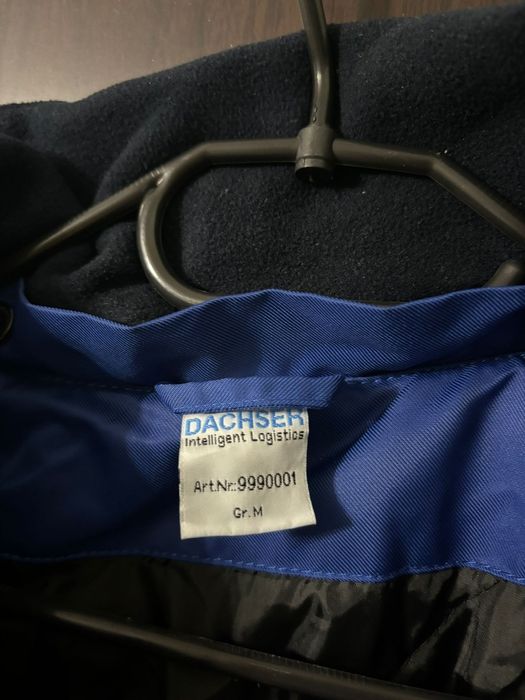 DACHSER
Intelligent Logistics
Art.Nr.:9990001
Gr. M